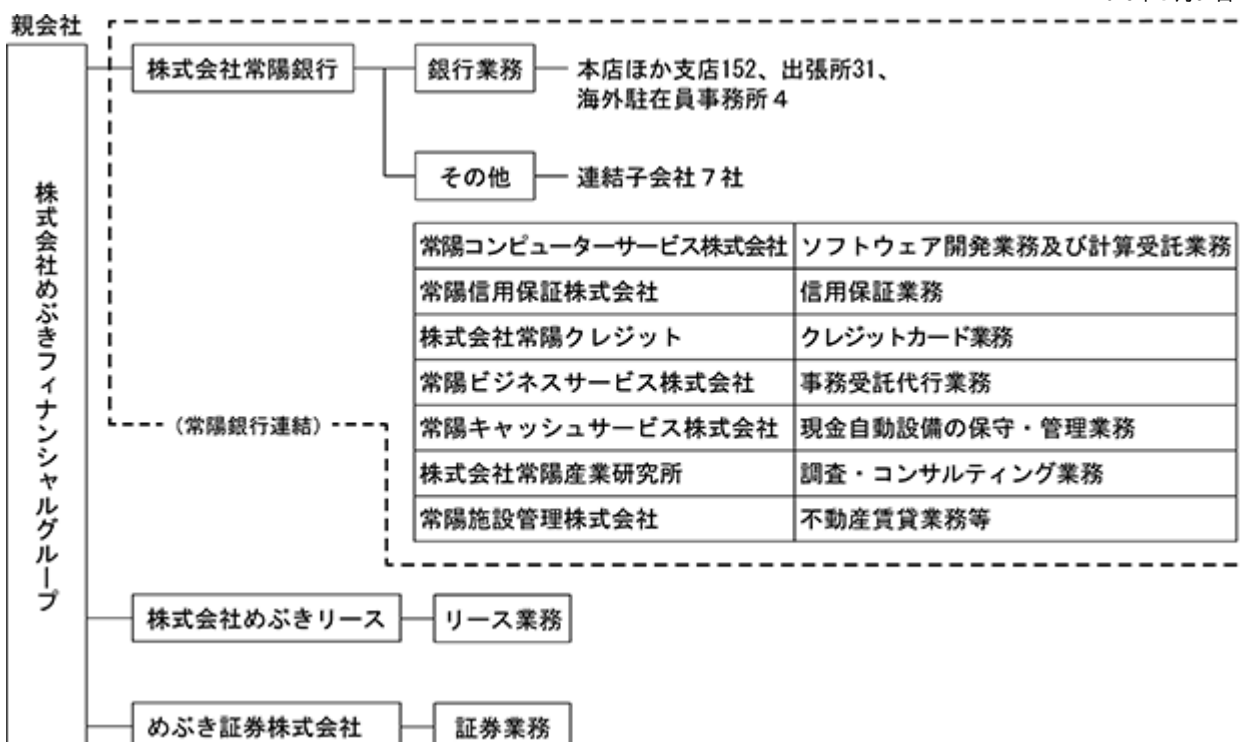 親会社
株式会社めぶきフィナンシャルグループ
株式会社常陽銀行
銀行業務
本店ほか支店152、出張所31、
海外駐在員事務所４
その他
連結子会社７社
常陽コンピューターサービス株式会社 ソフトウェア開発業務及び計算受託業務
常陽信用保証株式会社 信用保証業務
株式会社常陽クレジット クレジットカード業務
常陽ビジネスサービス株式会社 事務受託代行業務
常陽キャッシュサービス株式会社 現金自動設備の保守・管理業務
株式会社常陽産業研究所 調査・コンサルティング業務
常陽施設管理株式会社 不動産賃貸業務等
（常陽銀行連結）
株式会社めぶきリース
リース業務
めぶき証券株式会社
証券業務